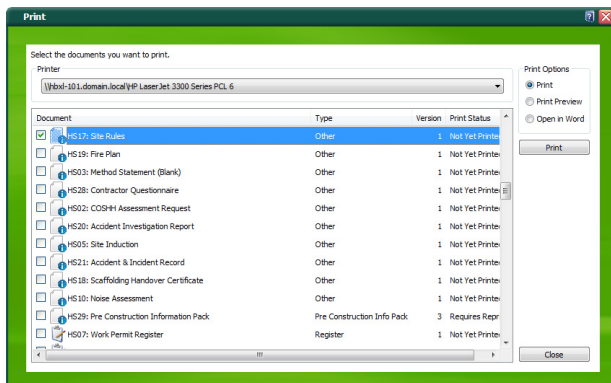 Print
Select the documents you want to print.
Printer
\\hbxl-101.domain.local\HP LaserJet 3300 Series PCL 6
Print Options
Print
Print Preview
Open in Word
Print
Document Type Version Print Status
HS17: Site Rules Other 1 Not Yet Printe
HS19: Fire Plan Other 1 Not Yet Printe
HS03: Method Statement (Blank) Other 1 Not Yet Printe
HS28: Contractor Questionnaire Other 1 Not Yet Printe
HS02: COSHH Assessment Request Other 1 Not Yet Printe
HS20: Accident Investigation Report Other 1 Not Yet Printe
HS05: Site Induction Other 1 Not Yet Printe
HS21: Accident & Incident Record Other 1 Not Yet Printe
HS18: Scaffolding Handover Certificate Other 1 Not Yet Printe
HS10: Noise Assessment Other 1 Not Yet Printe
HS29: Pre Construction Information Pack Pre Construction Info Pack 3 Requires Repr
HS07: Work Permit Register Register 1 Not Yet Printe
Close